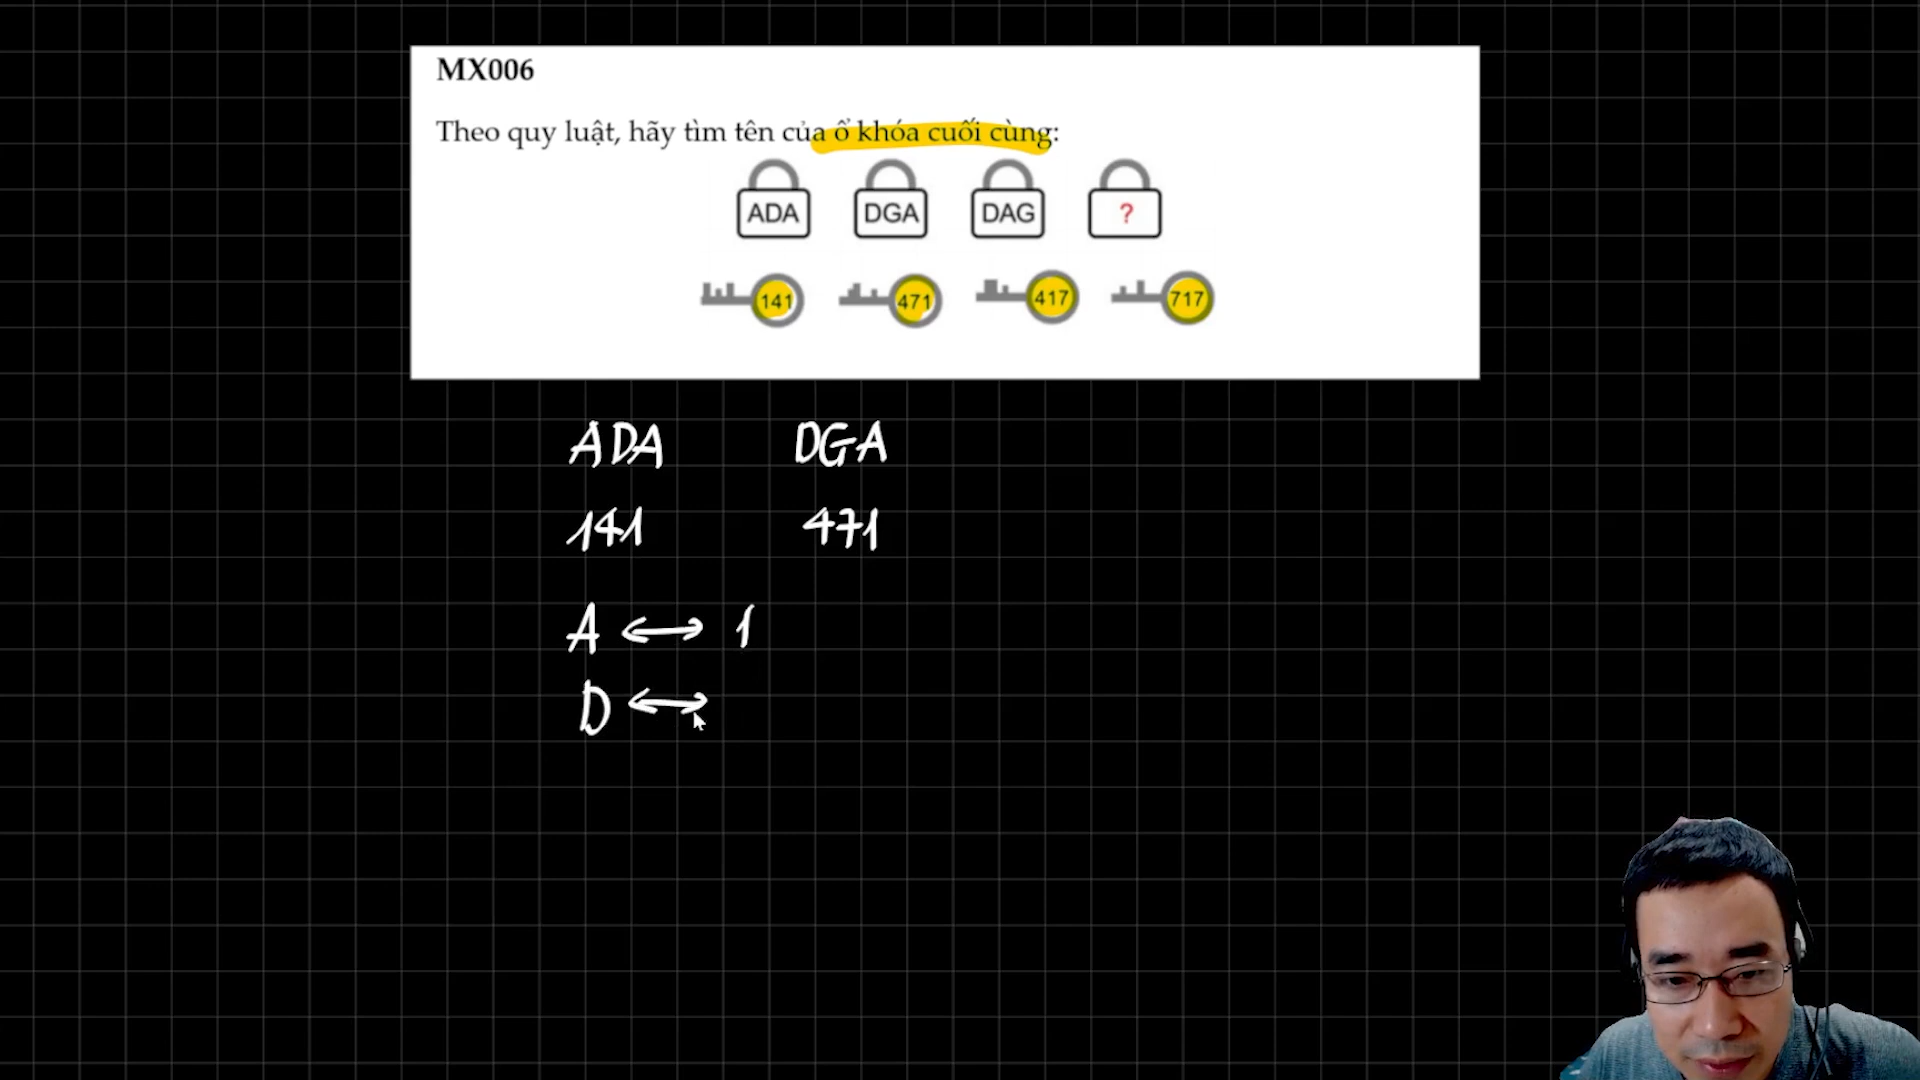 MX006
Theo quy luật, hãy tìm tên của ổ khóa cuối cùng:
ADA DGA DAG ?
141 471 417 717
ADA DGA
141 471
A ↔ 1
D ↔